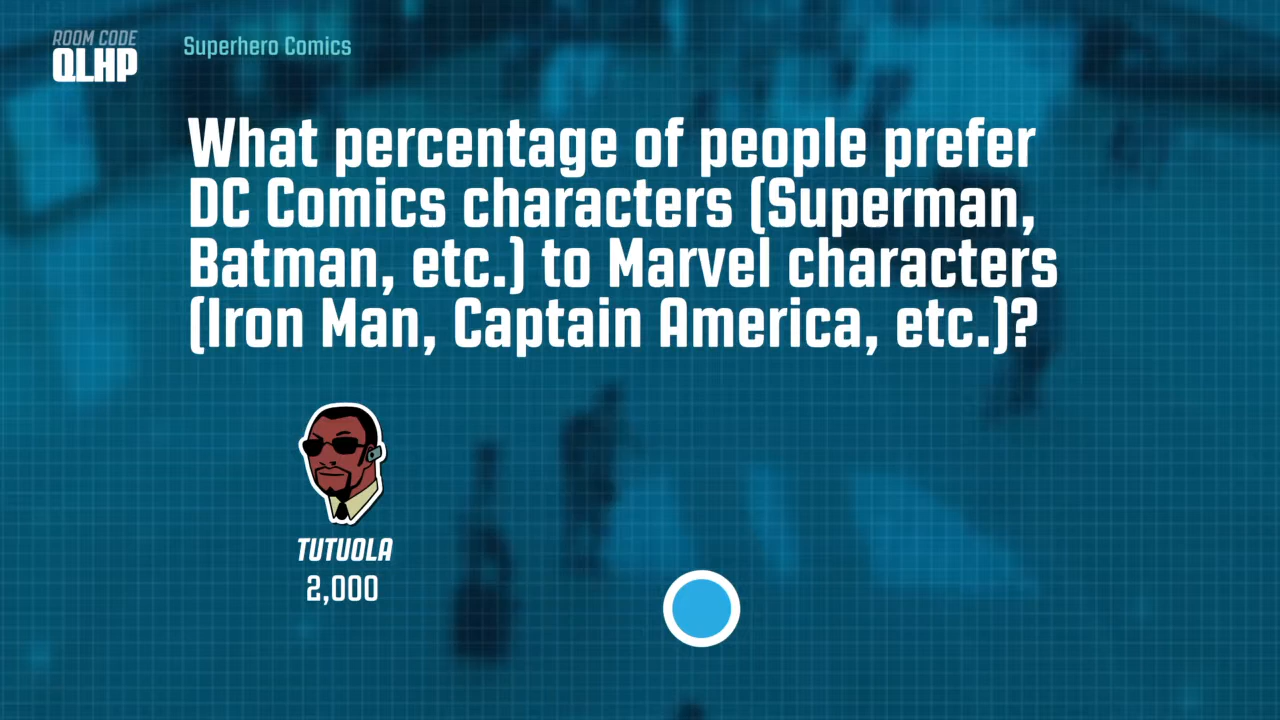 ROOM CODE
QLHP
Superhero Comics
What percentage of people prefer
DC Comics characters (Superman,
Batman, etc.) to Marvel characters
(Iron Man, Captain America, etc.)?
TUTUOLA
2,000